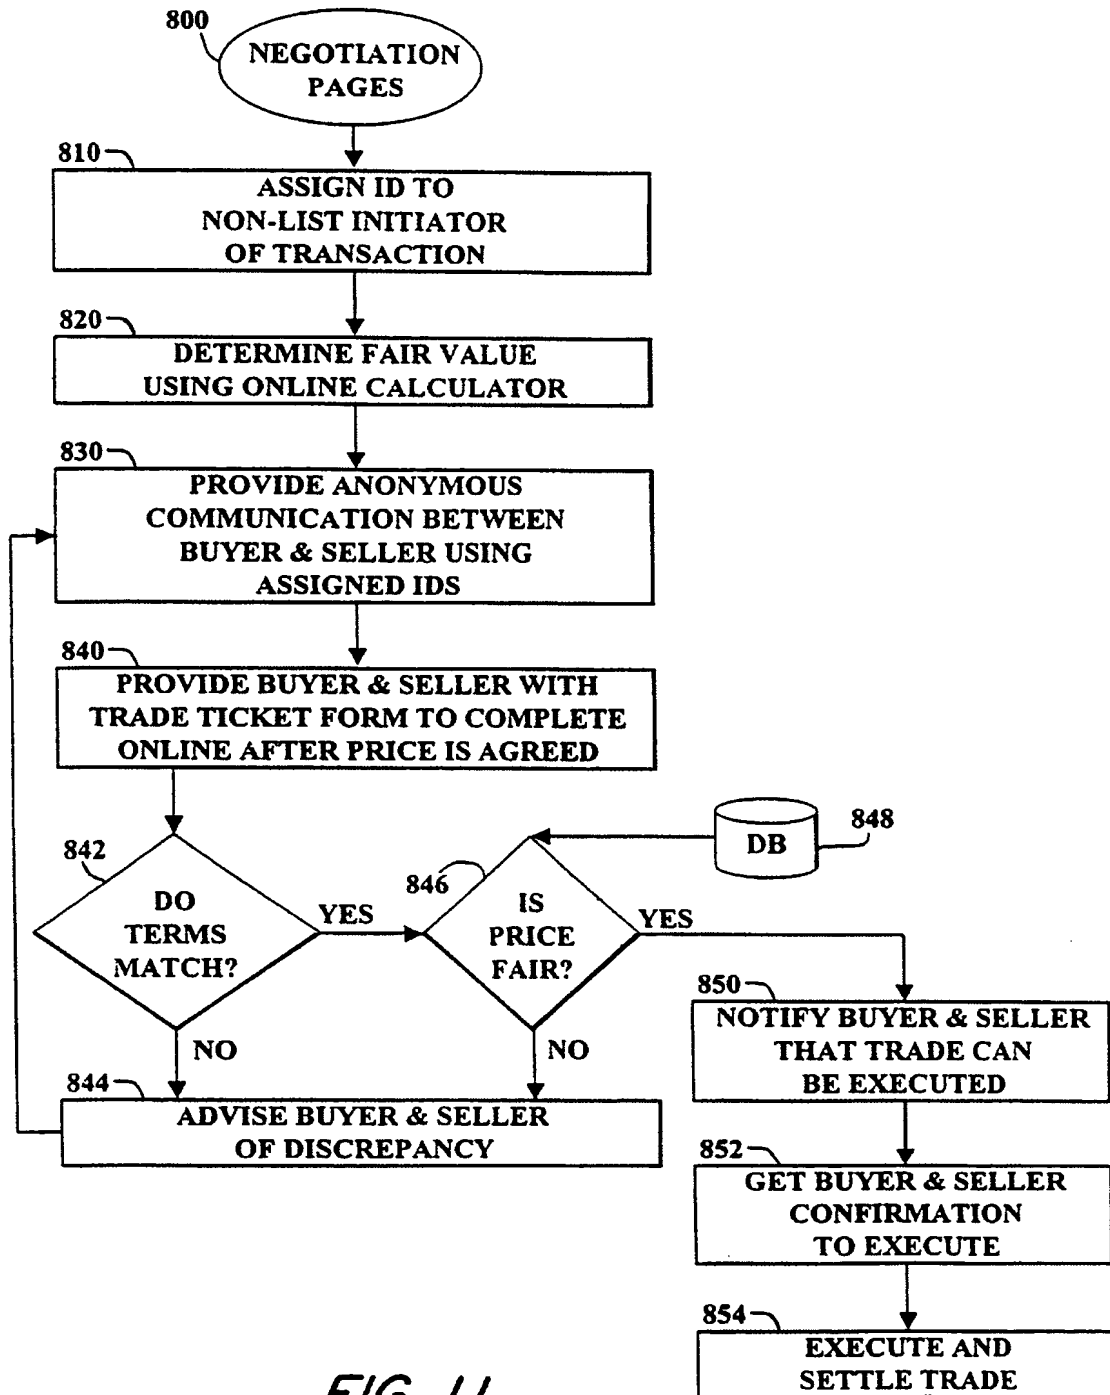 800
NEGOTIATION
PAGES
810
ASSIGN ID TO
NON-LIST INITIATOR
OF TRANSACTION
820
DETERMINE FAIR VALUE
USING ONLINE CALCULATOR
830
PROVIDE ANONYMOUS
COMMUNICATION BETWEEN
BUYER & SELLER USING
ASSIGNED IDS
840
PROVIDE BUYER & SELLER WITH
TRADE TICKET FORM TO COMPLETE
ONLINE AFTER PRICE IS AGREED
842
DO
TERMS
MATCH?
YES
NO
846
IS
PRICE
FAIR?
YES
NO
DB
848
844
ADVISE BUYER & SELLER
OF DISCREPANCY
850
NOTIFY BUYER & SELLER
THAT TRADE CAN
BE EXECUTED
852
GET BUYER & SELLER
CONFIRMATION
TO EXECUTE
854
EXECUTE AND
SETTLE TRADE
FIG. 11